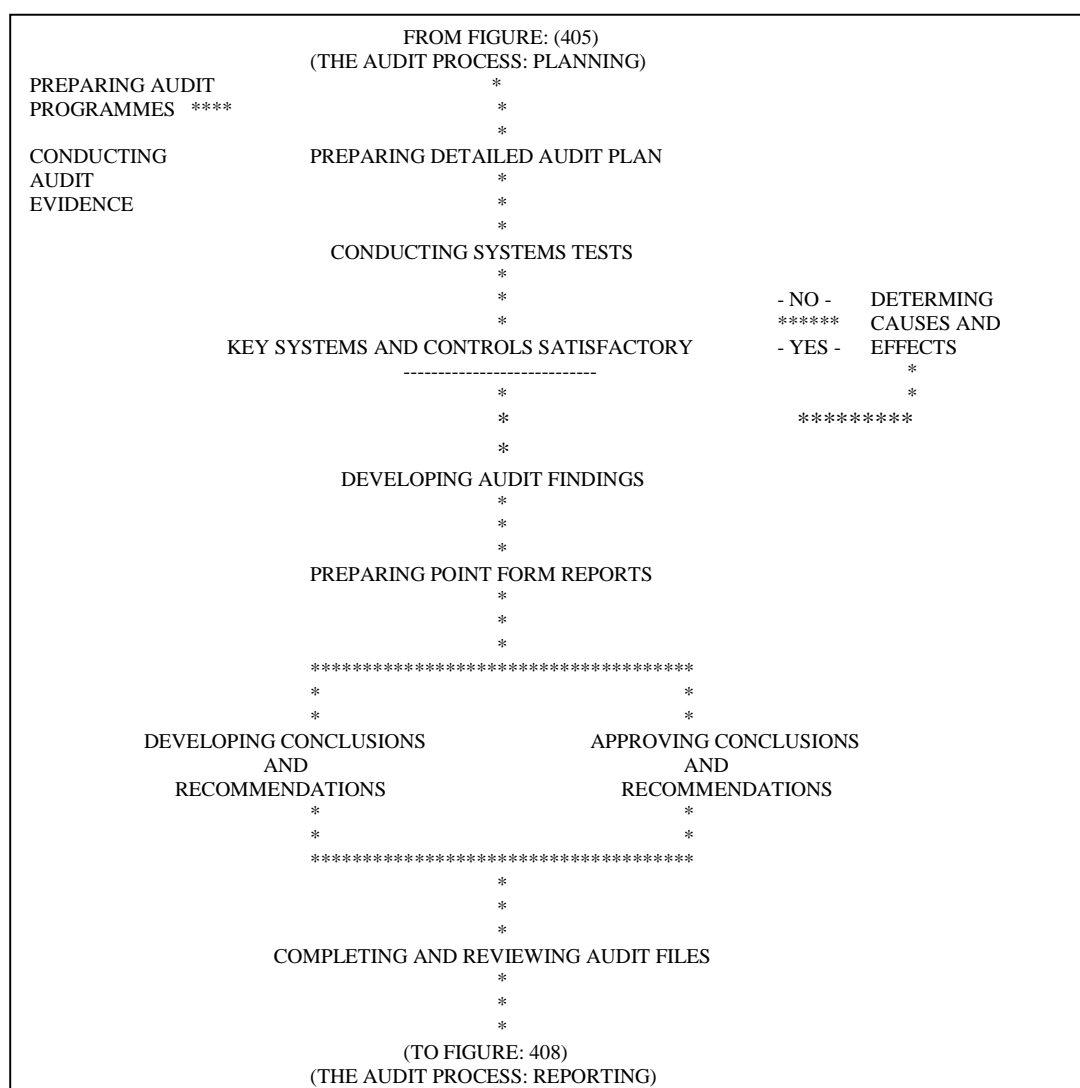 FROM FIGURE: (405)
(THE AUDIT PROCESS: PLANNING)
PREPARING AUDIT *
PROGRAMMES **** *
*
CONDUCTING PREPARING DETAILED AUDIT PLAN
AUDIT *
EVIDENCE *
*
CONDUCTING SYSTEMS TESTS
*
* - NO - DETERMING
* ****** CAUSES AND
KEY SYSTEMS AND CONTROLS SATISFACTORY - YES - EFFECTS
---------------------------- *
* *
* *********
*
DEVELOPING AUDIT FINDINGS
*
*
*
PREPARING POINT FORM REPORTS
*
*
*
*************************************
* *
* *
DEVELOPING CONCLUSIONS APPROVING CONCLUSIONS
AND AND
RECOMMENDATIONS RECOMMENDATIONS
* *
* *
*************************************
*
*
*
COMPLETING AND REVIEWING AUDIT FILES
*
*
*
(TO FIGURE: 408)
(THE AUDIT PROCESS: REPORTING)